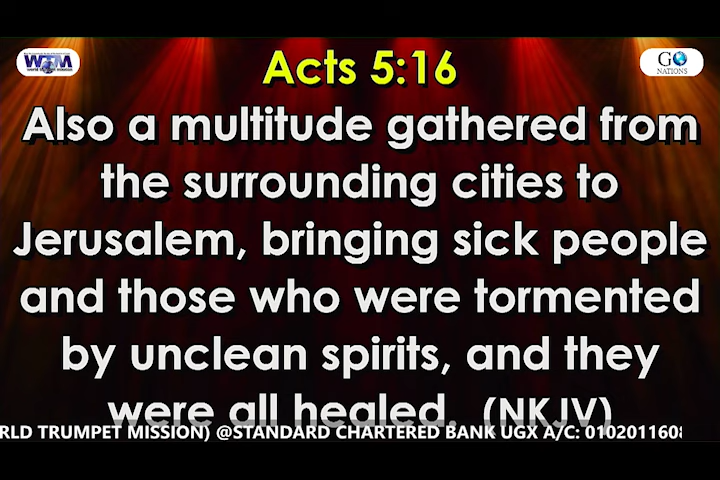 WTM
GO
NATIONS
Acts 5:16
Also a multitude gathered from
the surrounding cities to
Jerusalem, bringing sick people
and those who were tormented
by unclean spirits, and they
were all healed. (NKJV)
RLD TRUMPET MISSION) @STANDARD CHARTERED BANK UGX A/C: 0102011608